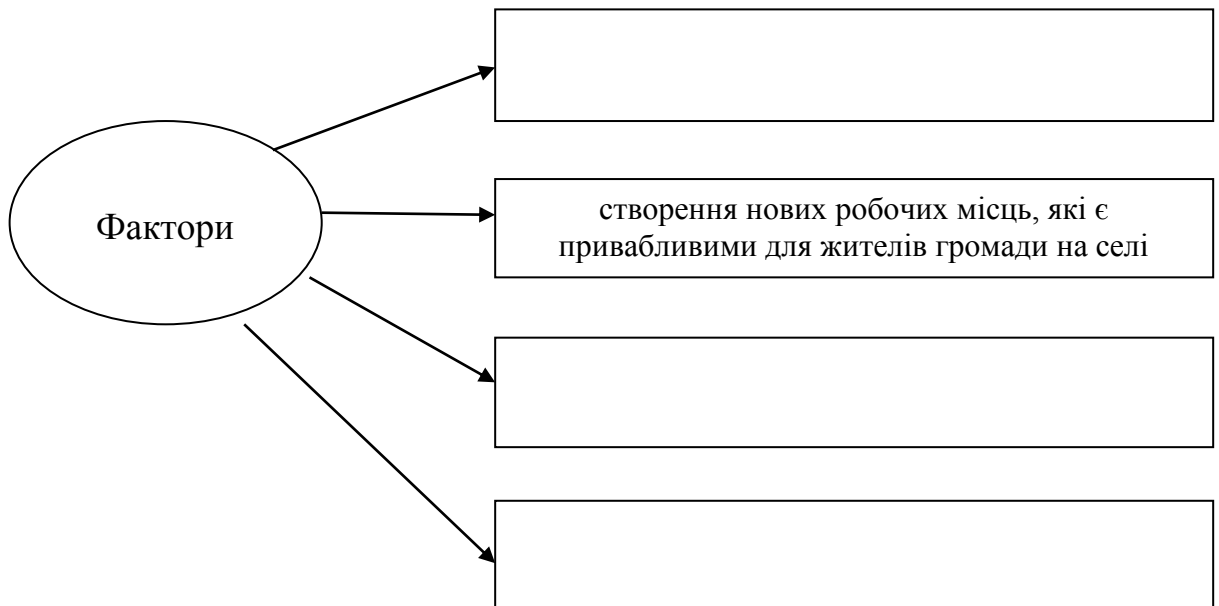 Фактори
створення нових робочих місць, які є
привабливими для жителів громади на селі